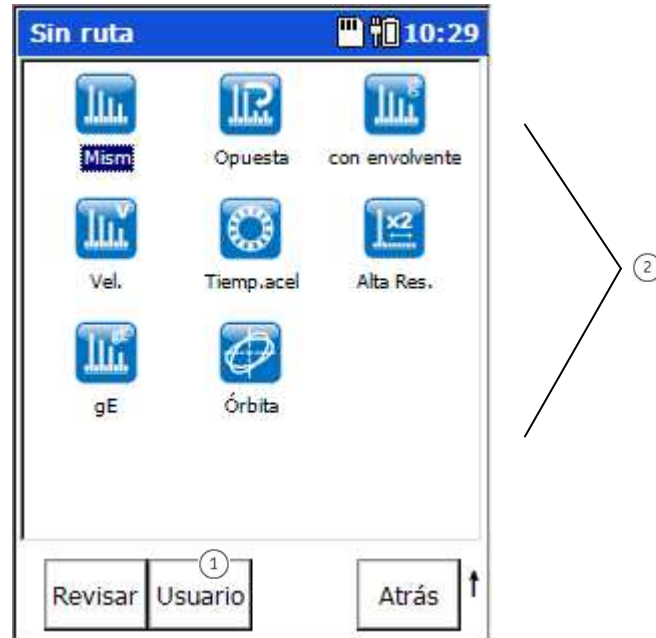 Sin ruta 10:29
Mism Opuesta con envolvente
Vel. Tiemp.acel x2 Alta Res.
gE Órbita
1
2
Revisar Usuario Atrás